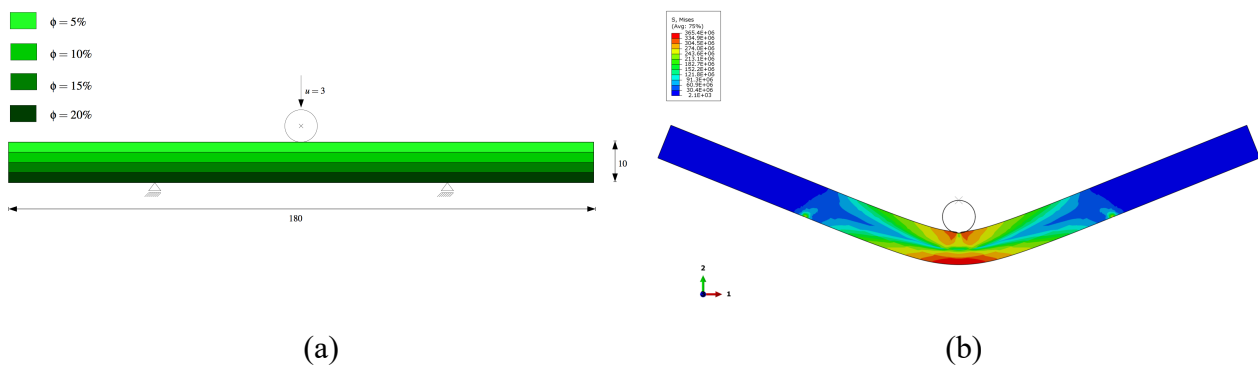 ϕ = 5%
ϕ = 10%
ϕ = 15%
ϕ = 20%
u = 3
10
180
(a)
S, Mises
(Avg: 75%)
365.4E+06
334.9E+06
304.5E+06
274.0E+06
243.6E+06
213.1E+06
182.7E+06
152.2E+06
121.8E+06
91.3E+06
60.9E+06
30.4E+06
2.1E+03
2
1
(b)